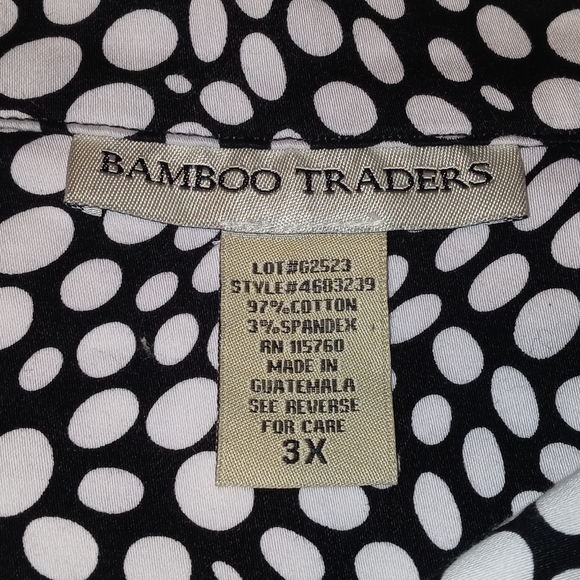 BAMBOO TRADERS
LOT#G2523
STYLE#4683239
97%COTTON
3%SPANDEX
RN 115760
MADE IN
GUATEMALA
SEE REVERSE
FOR CARE
3X